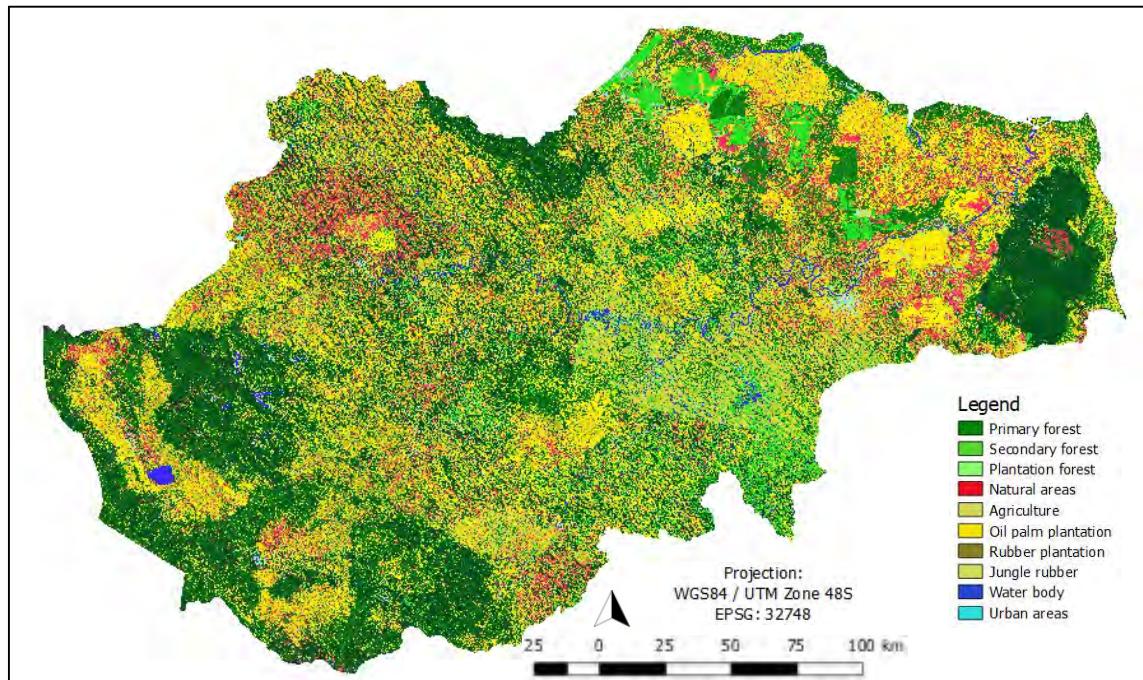 Legend
Primary forest
Secondary forest
Plantation forest
Natural areas
Agriculture
Oil palm plantation
Rubber plantation
Jungle rubber
Water body
Urban areas
Projection:
WGS84 / UTM Zone 48S
EPSG: 32748
25 0 25 50 75 100 km